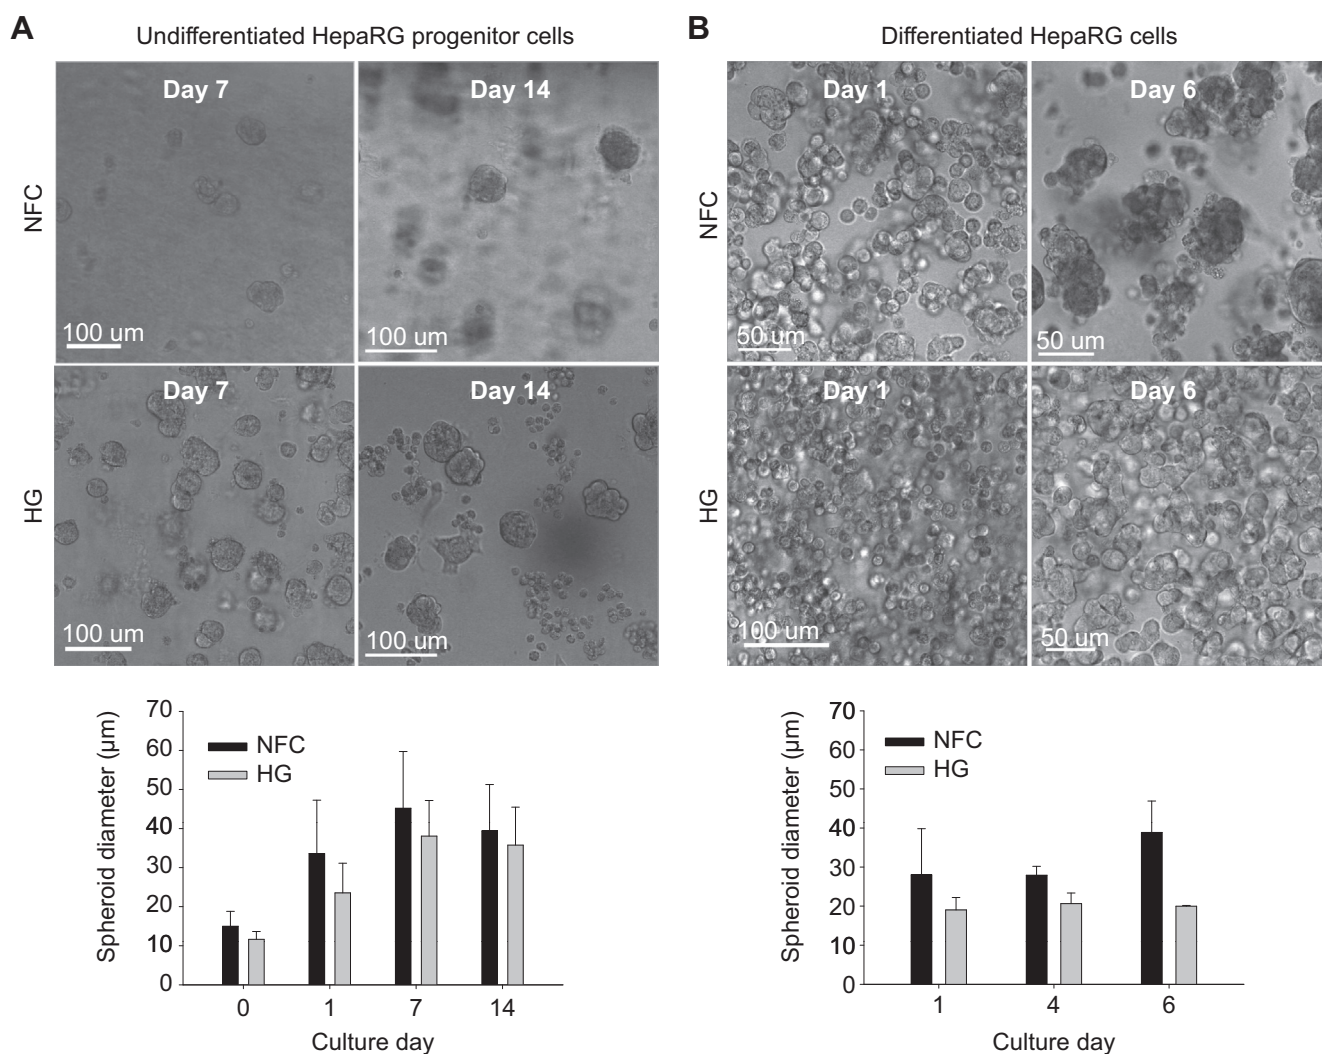 A
Undifferentiated HepaRG progenitor cells
NFC
Day 7
100 um
Day 14
100 um
HG
Day 7
100 um
Day 14
100 um
Spheroid diameter (µm)
70
60
50
40
30
20
10
0
NFC
HG
0 1 7 14
Culture day
B
Differentiated HepaRG cells
NFC
Day 1
50 um
Day 6
50 um
HG
Day 1
100 um
Day 6
50 um
Spheroid diameter (µm)
70
60
50
40
30
20
10
0
NFC
HG
1 4 6
Culture day